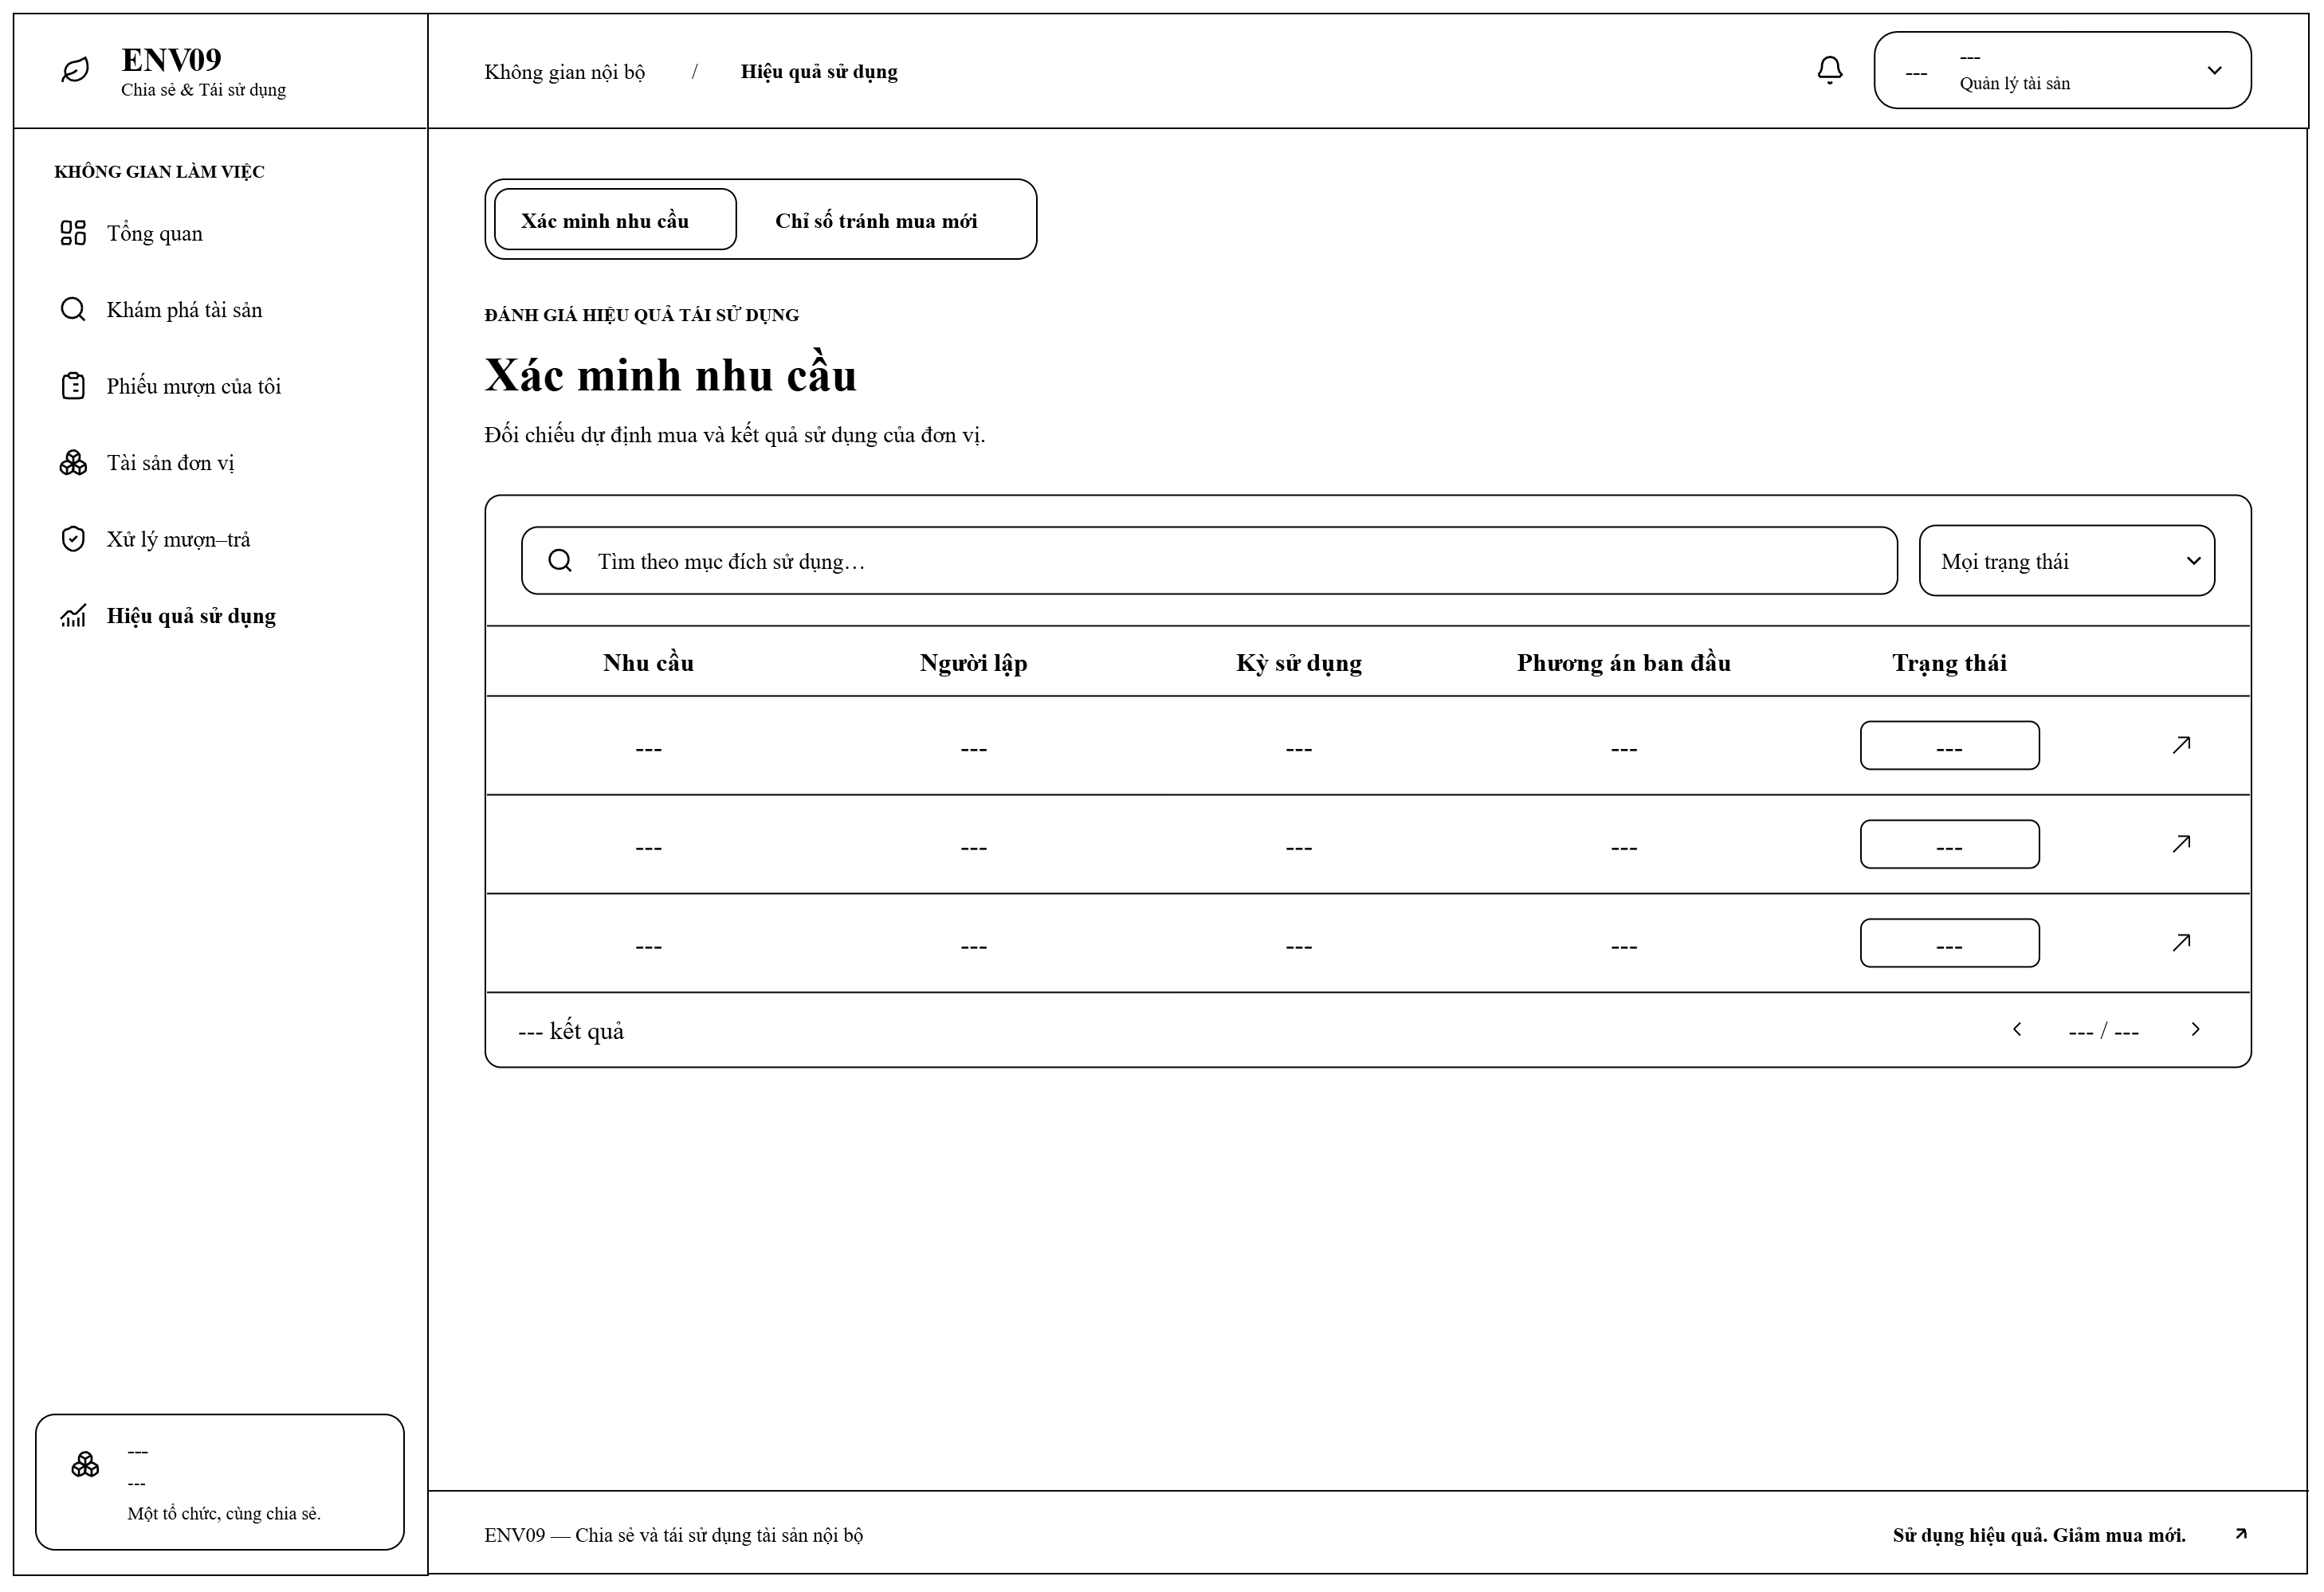 ENV09
Chia sẻ & Tái sử dụng
Không gian nội bộ / Hiệu quả sử dụng
---
---
Quản lý tài sản
KHÔNG GIAN LÀM VIỆC
Tổng quan
Khám phá tài sản
Phiếu mượn của tôi
Tài sản đơn vị
Xử lý mượn–trả
Hiệu quả sử dụng
---
---
Một tổ chức, cùng chia sẻ.
Xác minh nhu cầu
Chỉ số tránh mua mới
ĐÁNH GIÁ HIỆU QUẢ TÁI SỬ DỤNG
Xác minh nhu cầu
Đối chiếu dự định mua và kết quả sử dụng của đơn vị.
Tìm theo mục đích sử dụng…
Mọi trạng thái
Nhu cầu Người lập Kỳ sử dụng Phương án ban đầu Trạng thái
--- --- --- --- ---
--- --- --- --- ---
--- --- --- --- ---
--- kết quả
--- / ---
ENV09 — Chia sẻ và tái sử dụng tài sản nội bộ
Sử dụng hiệu quả. Giảm mua mới.